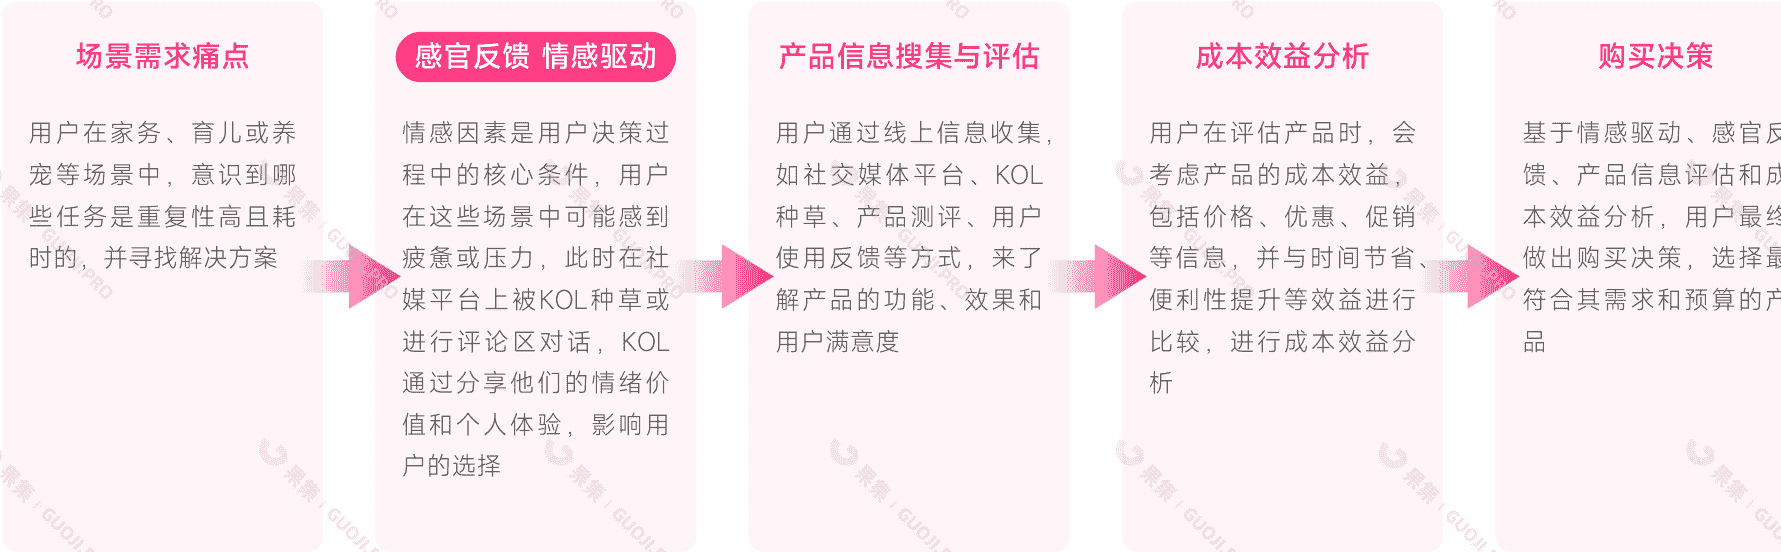 场景需求痛点
用户在家务、育儿或养
宠等场景中，意识到哪
些任务是重复性高且耗
时的，并寻找解决方案
感官反馈 情感驱动
情感因素是用户决策过
程中的核心条件，用户
在这些场景中可能感到
疲惫或压力，此时在社
媒平台上被KOL种草或
进行评论区对话，KOL
通过分享他们的情绪价
值和个人体验，影响用
户的选择
产品信息搜集与评估
用户通过线上信息收集，
如社交媒体平台、KOL
种草、产品测评、用户
使用反馈等方式，来了
解产品的功能、效果和
用户满意度
成本效益分析
用户在评估产品时，会
考虑产品的成本效益，
包括价格、优惠、促销
等信息，并与时间节省、
便利性提升等效益进行
比较，进行成本效益分
析
购买决策
基于情感驱动、感官反
馈、产品信息评估和成
本效益分析，用户最终
做出购买决策，选择最
符合其需求和预算的产
品
果集 | GUOJI.PRO